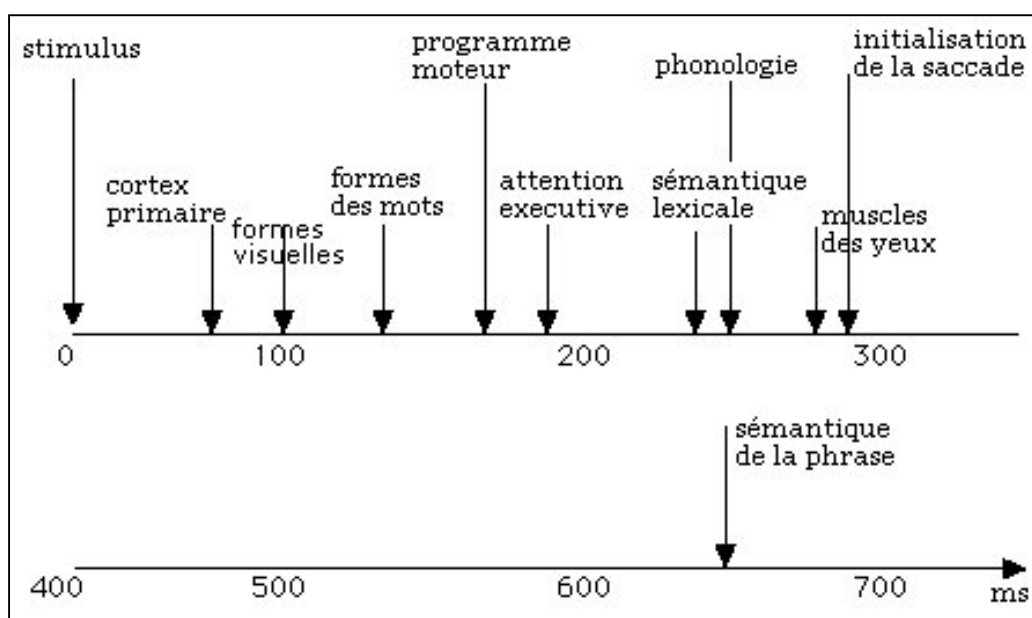 stimulus
programme
moteur
phonologie
initialisation
de la saccade
cortex
primaire
formes
visuelles
formes
des mots
attention
executive
sémantique
lexicale
muscles
des yeux
0
100
200
300
sémantique
de la phrase
400
500
600
700
ms